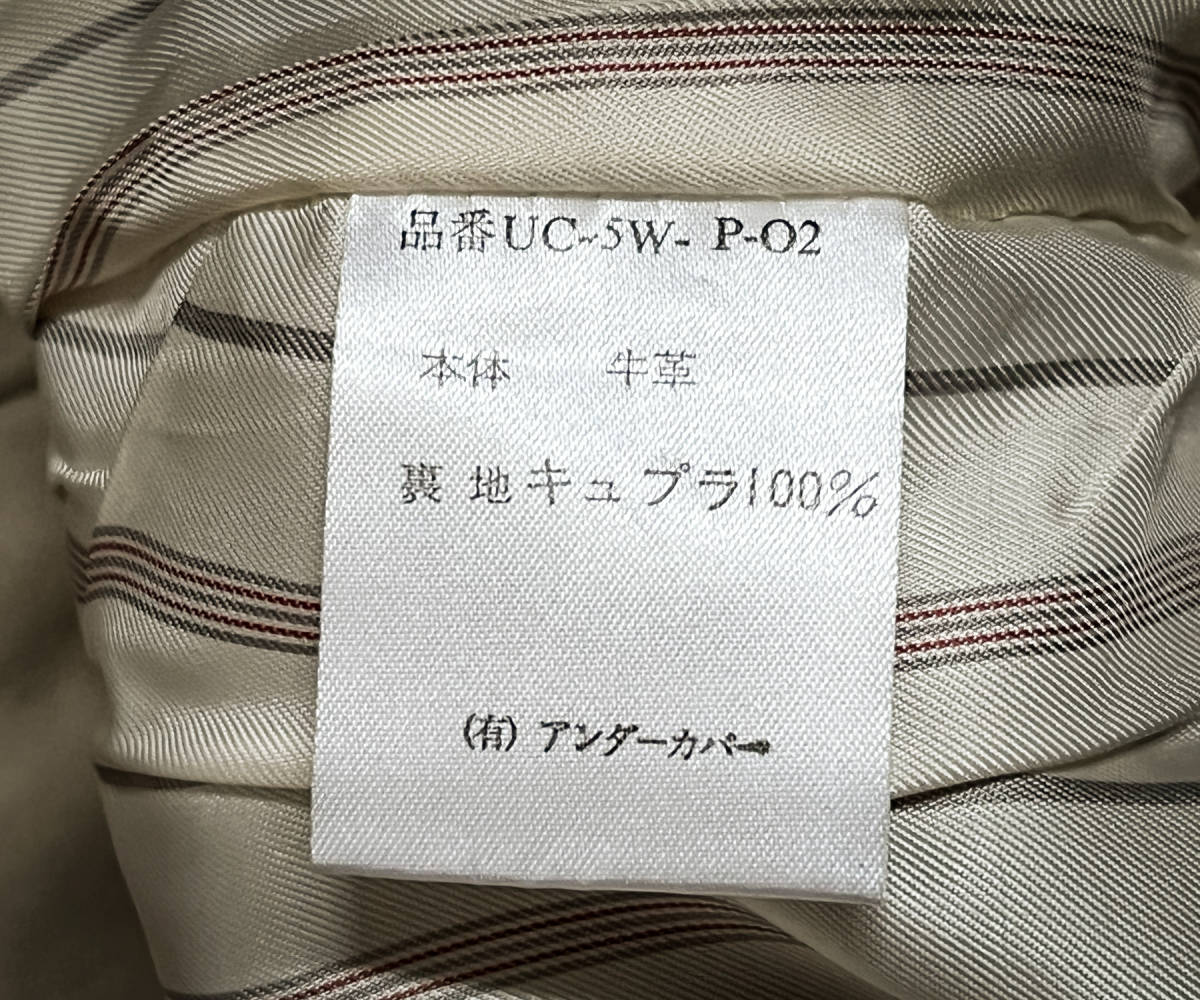 品番UC-5W- P-O2
本体 牛革
裏地キュプラ100%
(有) アンダーカバー